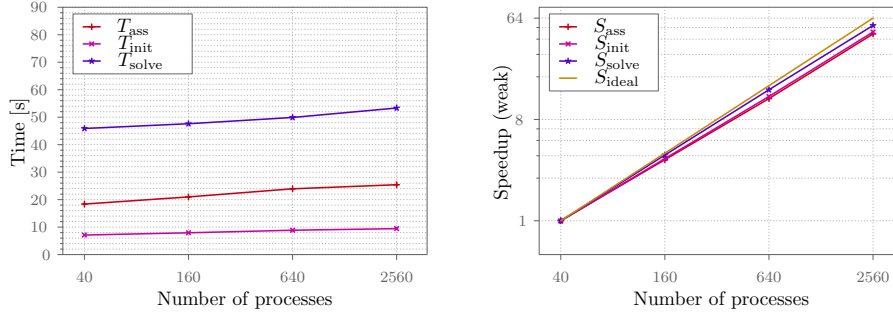 90
80
70
60
50
40
30
20
10
0
Time [s]
T_ass
T_init
T_solve
40 160 640 2560
Number of processes
64
8
1
Speedup (weak)
S_ass
S_init
S_solve
S_ideal
40 160 640 2560
Number of processes